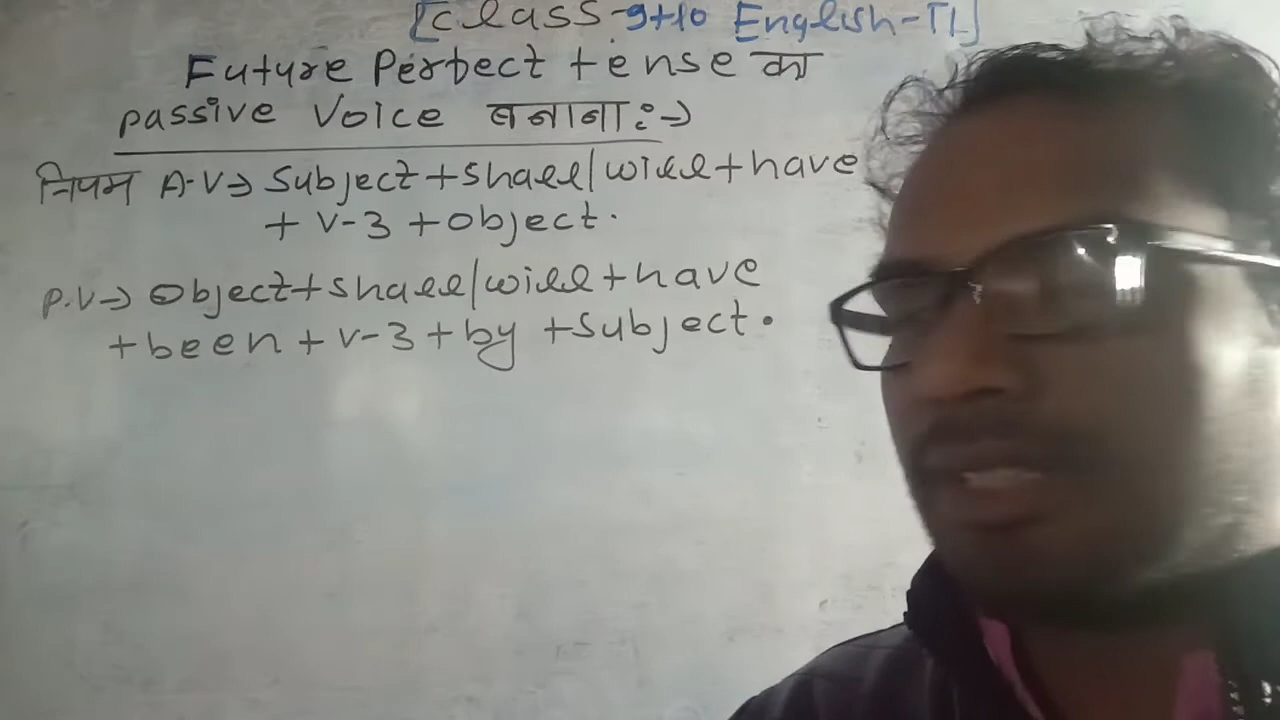 [Class-9+10 English-TL]
Future Perfect tense का
passive Voice बनाना:->
नियम A.V-> Subject+shall/will+have
+ V-3 +object.
P.V-> Object+shall/will+have
+been+v-3+by +subject.